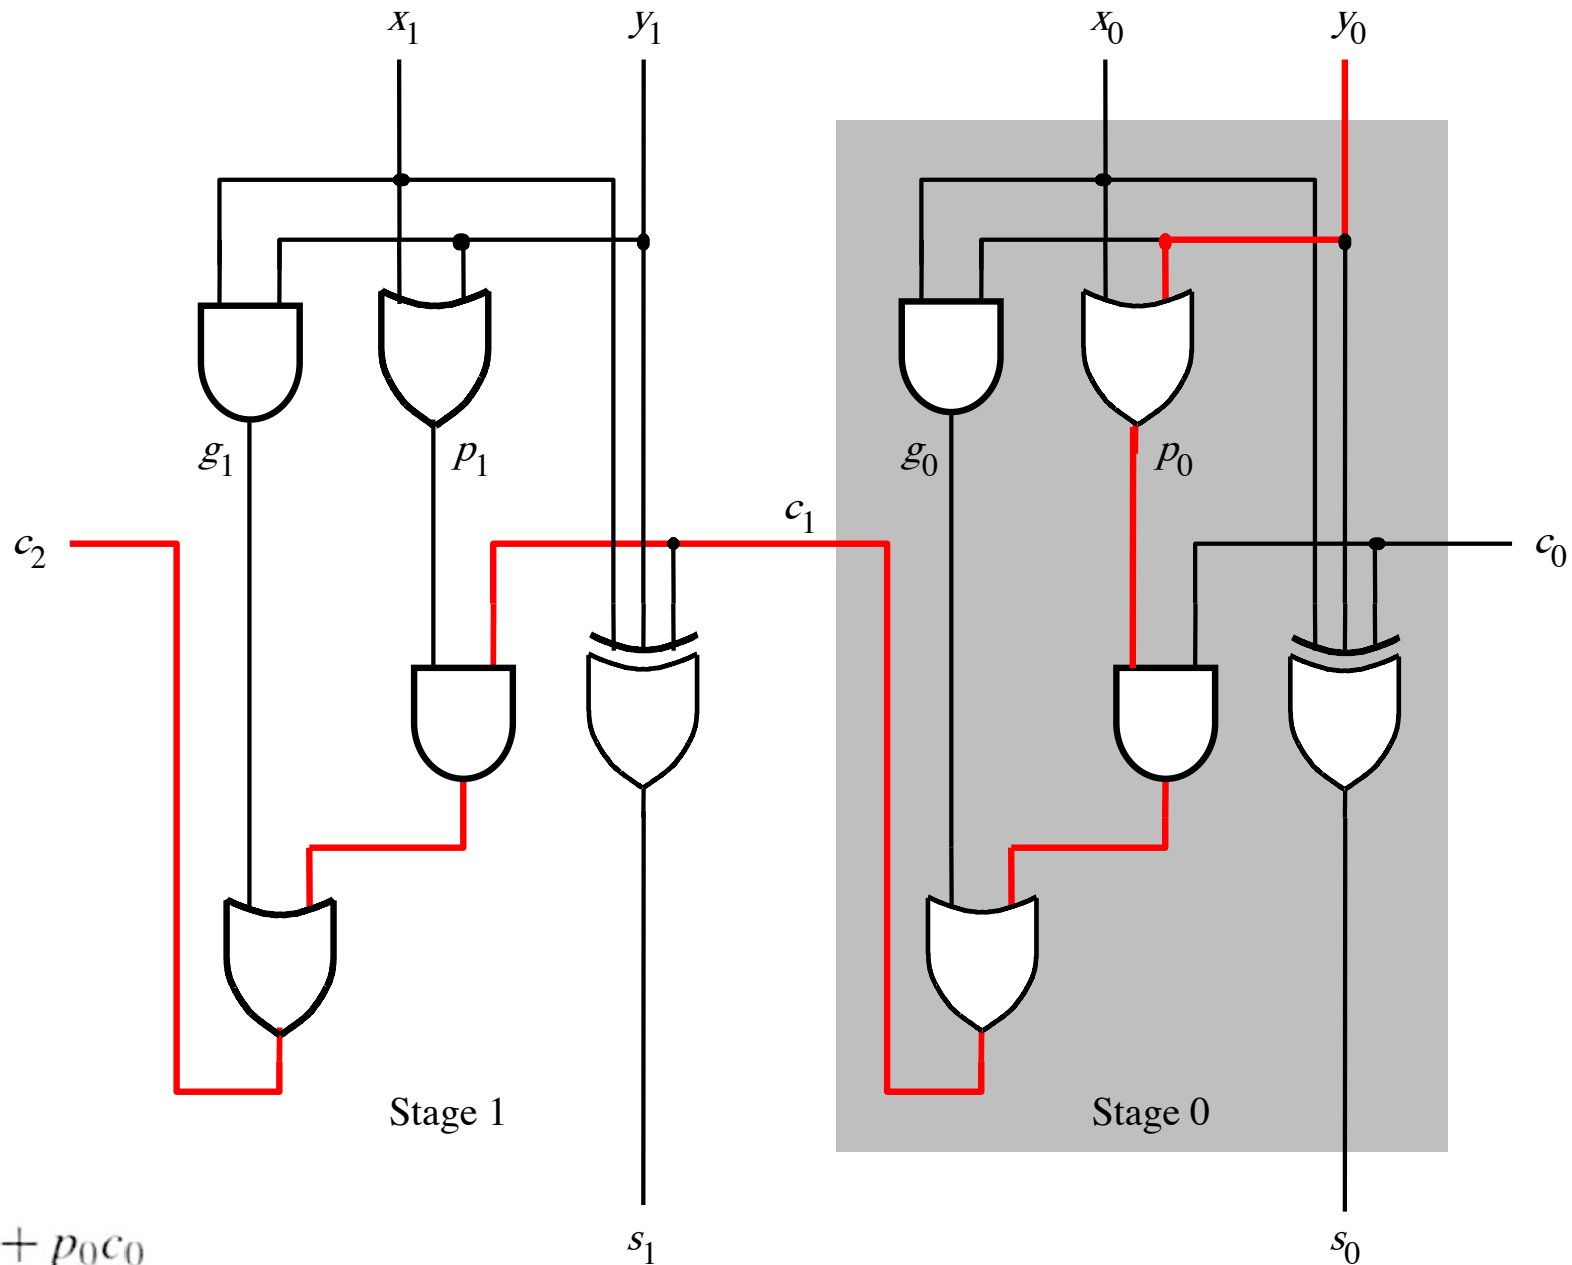 x₁ y₁ x₀ y₀
g₁ p₁ g₀ p₀
c₂ c₁ c₀
Stage 1 Stage 0
s₁ s₀
+ p₀c₀